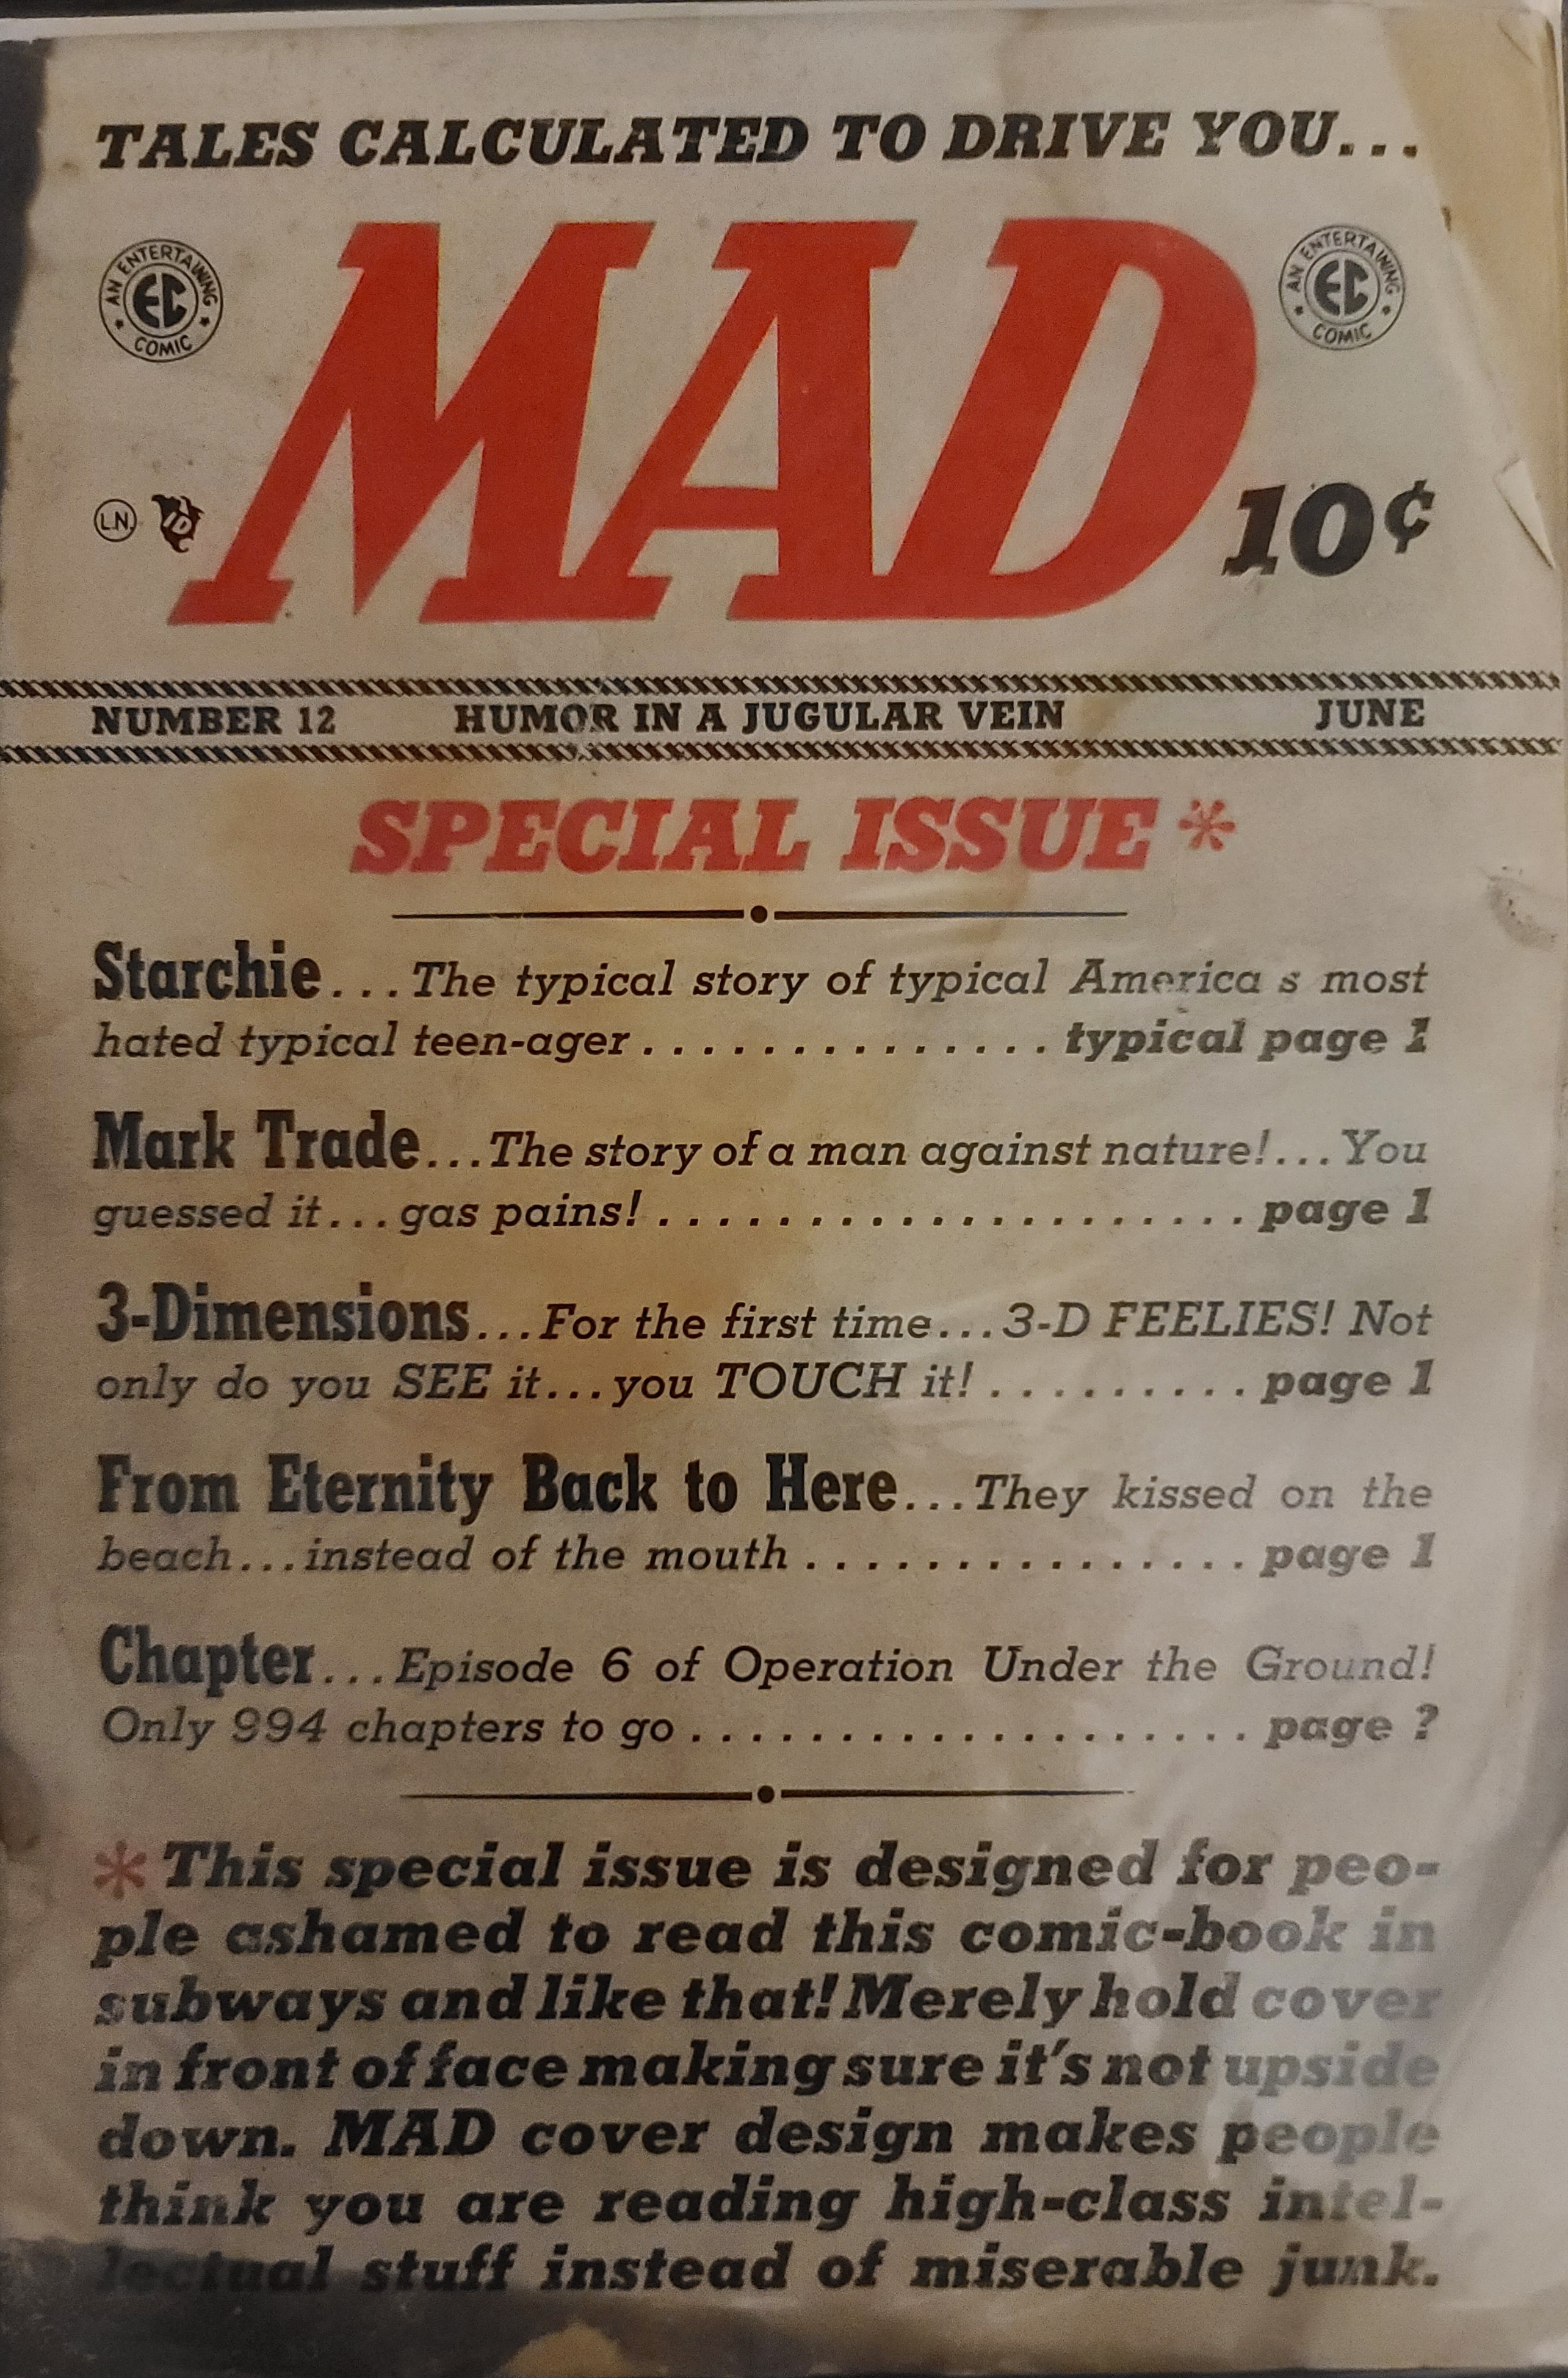 TALES CALCULATED TO DRIVE YOU...
AN ENTERTAINING EC COMIC
MAD
AN ENTERTAINING EC COMIC
L.N. ID
10¢
NUMBER 12 HUMOR IN A JUGULAR VEIN JUNE
SPECIAL ISSUE *
Starchie...The typical story of typical America s most
hated typical teen-ager...............typical page 1
Mark Trade...The story of a man against nature!...You
guessed it...gas pains!....................page 1
3-Dimensions...For the first time...3-D FEELIES! Not
only do you SEE it...you TOUCH it!.........page 1
From Eternity Back to Here...They kissed on the
beach...instead of the mouth...............page 1
Chapter...Episode 6 of Operation Under the Ground!
Only 994 chapters to go...................page ?
* This special issue is designed for peo-
ple ashamed to read this comic-book in
subways and like that! Merely hold cover
in front of face making sure it's not upside
down. MAD cover design makes people
think you are reading high-class intel-
lectual stuff instead of miserable junk.